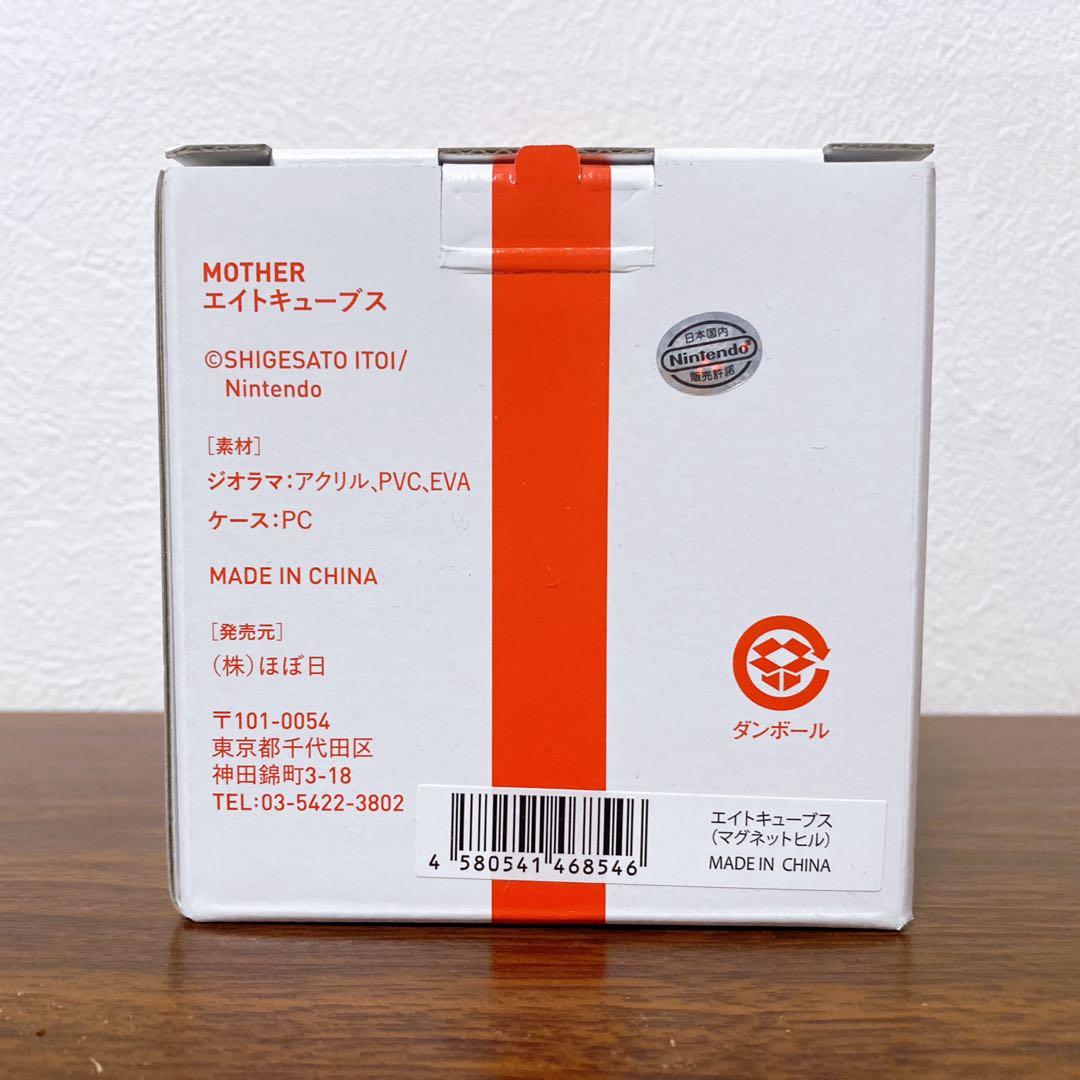 MOTHER
エイトキューブス
©SHIGESATO ITOI/
Nintendo
[素材]
ジオラマ:アクリル、PVC、EVA
ケース:PC
MADE IN CHINA
[発売元]
(株)ほぼ日
〒101-0054
東京都千代田区
神田錦町3-18
TEL:03-5422-3802
日本国内
Nintendo®
販売許諾
ダンボール
4 580541 468546
エイトキューブス
(マグネットヒル)
MADE IN CHINA